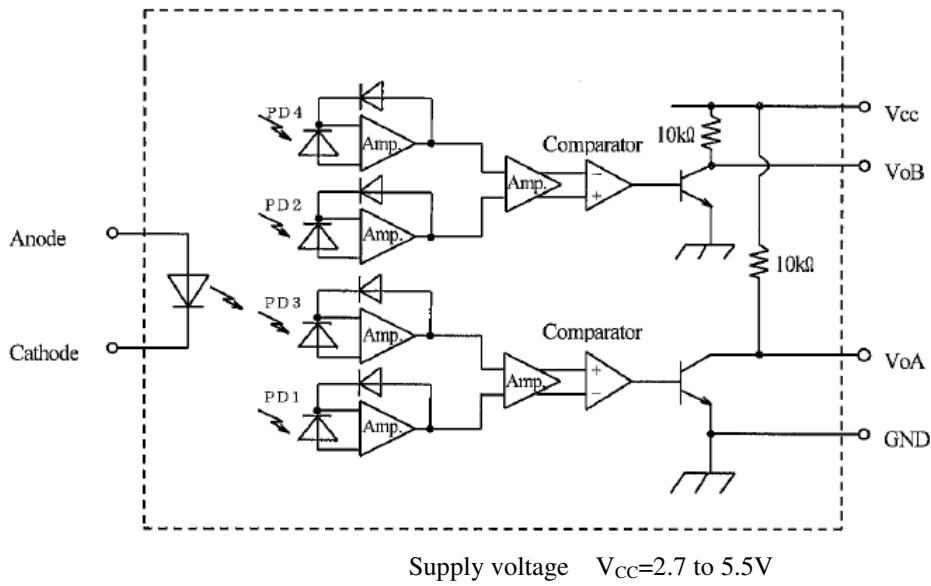 PD4
Amp.
Comparator
10kΩ
Vcc
Amp.
−
+
VoB
PD2
Amp.
Anode
10kΩ
PD3
Amp.
Comparator
Cathode
Amp.
+
−
VoA
PD1
Amp.
GND
Supply voltage V_CC=2.7 to 5.5V